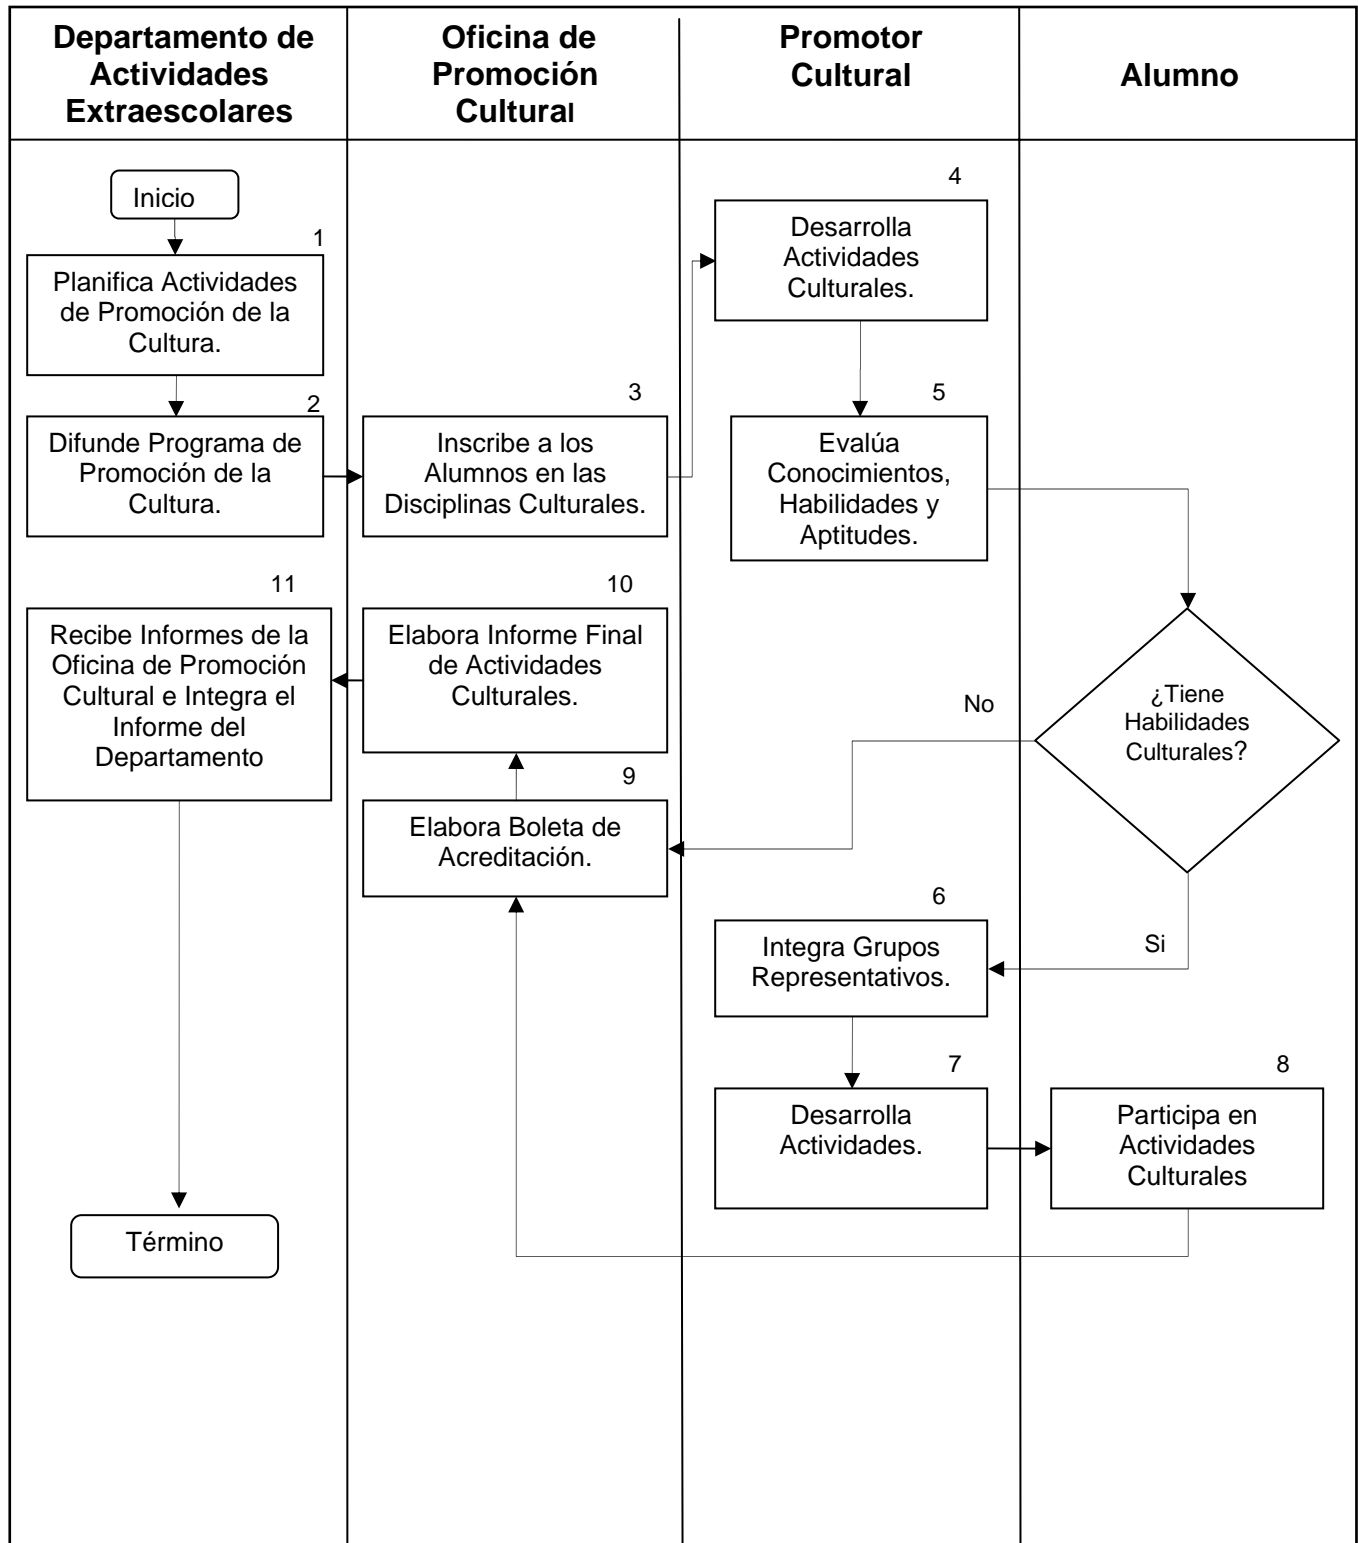 Departamento de
Actividades
Extraescolares
Oficina de
Promoción
Cultural
Promotor
Cultural
Alumno
Inicio
1
Planifica Actividades
de Promoción de la
Cultura.
2
Difunde Programa de
Promoción de la
Cultura.
3
Inscribe a los
Alumnos en las
Disciplinas Culturales.
4
Desarrolla
Actividades
Culturales.
5
Evalúa
Conocimientos,
Habilidades y
Aptitudes.
¿Tiene
Habilidades
Culturales?
No
Si
6
Integra Grupos
Representativos.
7
Desarrolla
Actividades.
8
Participa en
Actividades
Culturales
9
Elabora Boleta de
Acreditación.
10
Elabora Informe Final
de Actividades
Culturales.
11
Recibe Informes de la
Oficina de Promoción
Cultural e Integra el
Informe del
Departamento
Término